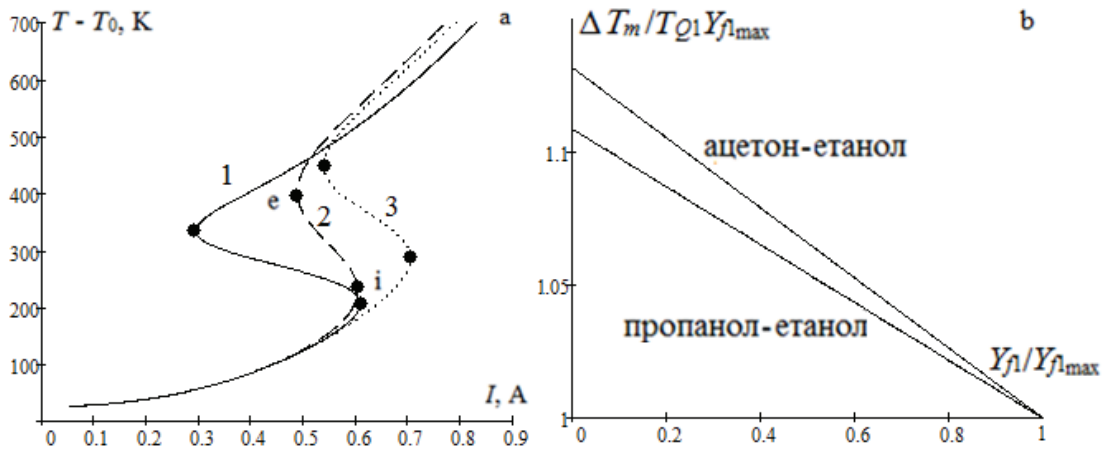 T - T0, K
a
700
600
500
400
300
200
100
1
e
2
3
i
I, A
0 0.1 0.2 0.3 0.4 0.5 0.6 0.7 0.8 0.9
ΔTm/TQ1Yf1max
b
1.1
1.05
1
ацетон-етанол
пропанол-етанол
Yf1/Yf1max
0 0.2 0.4 0.6 0.8 1